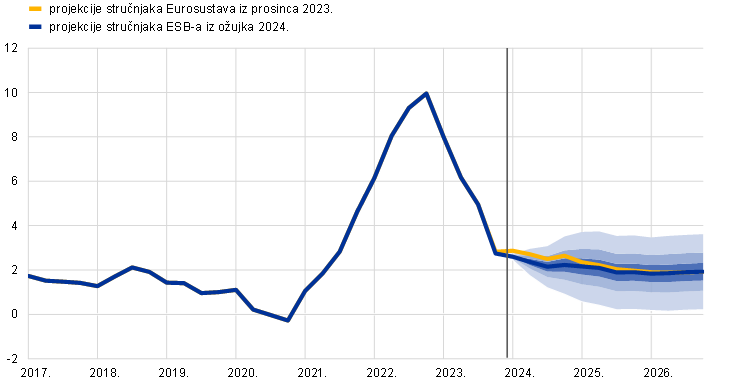 projekcije stručnjaka Eurosustava iz prosinca 2023.
projekcije stručnjaka ESB-a iz ožujka 2024.
12
10
8
6
4
2
0
-2
2017. 2018. 2019. 2020. 2021. 2022. 2023. 2024. 2025. 2026.